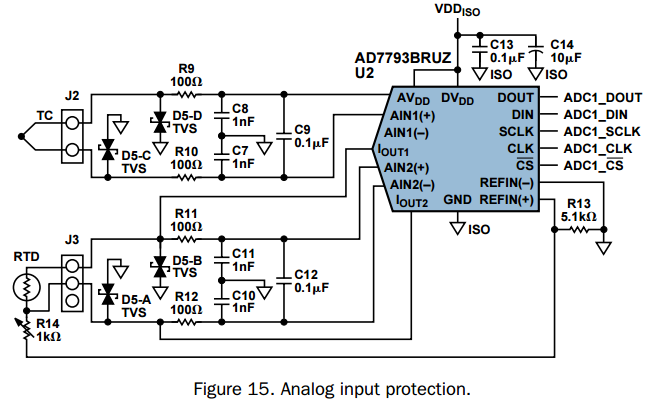 VDDISO
C13
0.1µF
C14
10µF
ISO
ISO
AD7793BRUZ
U2
R9
100Ω
J2
TC
D5-D
TVS
C8
1nF
D5-C
TVS
R10
100Ω
C7
1nF
C9
0.1µF
AVDD
DVDD
AIN1(+)
AIN1(–)
IOUT1
AIN2(+)
AIN2(–)
IOUT2
GND
DOUT
DIN
SCLK
CLK
CS
REFIN(–)
REFIN(+)
ADC1_DOUT
ADC1_DIN
ADC1_SCLK
ADC1_CLK
ADC1_CS
R13
5.1kΩ
ISO
R11
100Ω
J3
RTD
D5-B
TVS
C11
1nF
D5-A
TVS
R12
100Ω
C10
1nF
C12
0.1µF
R14
1kΩ
Figure 15. Analog input protection.